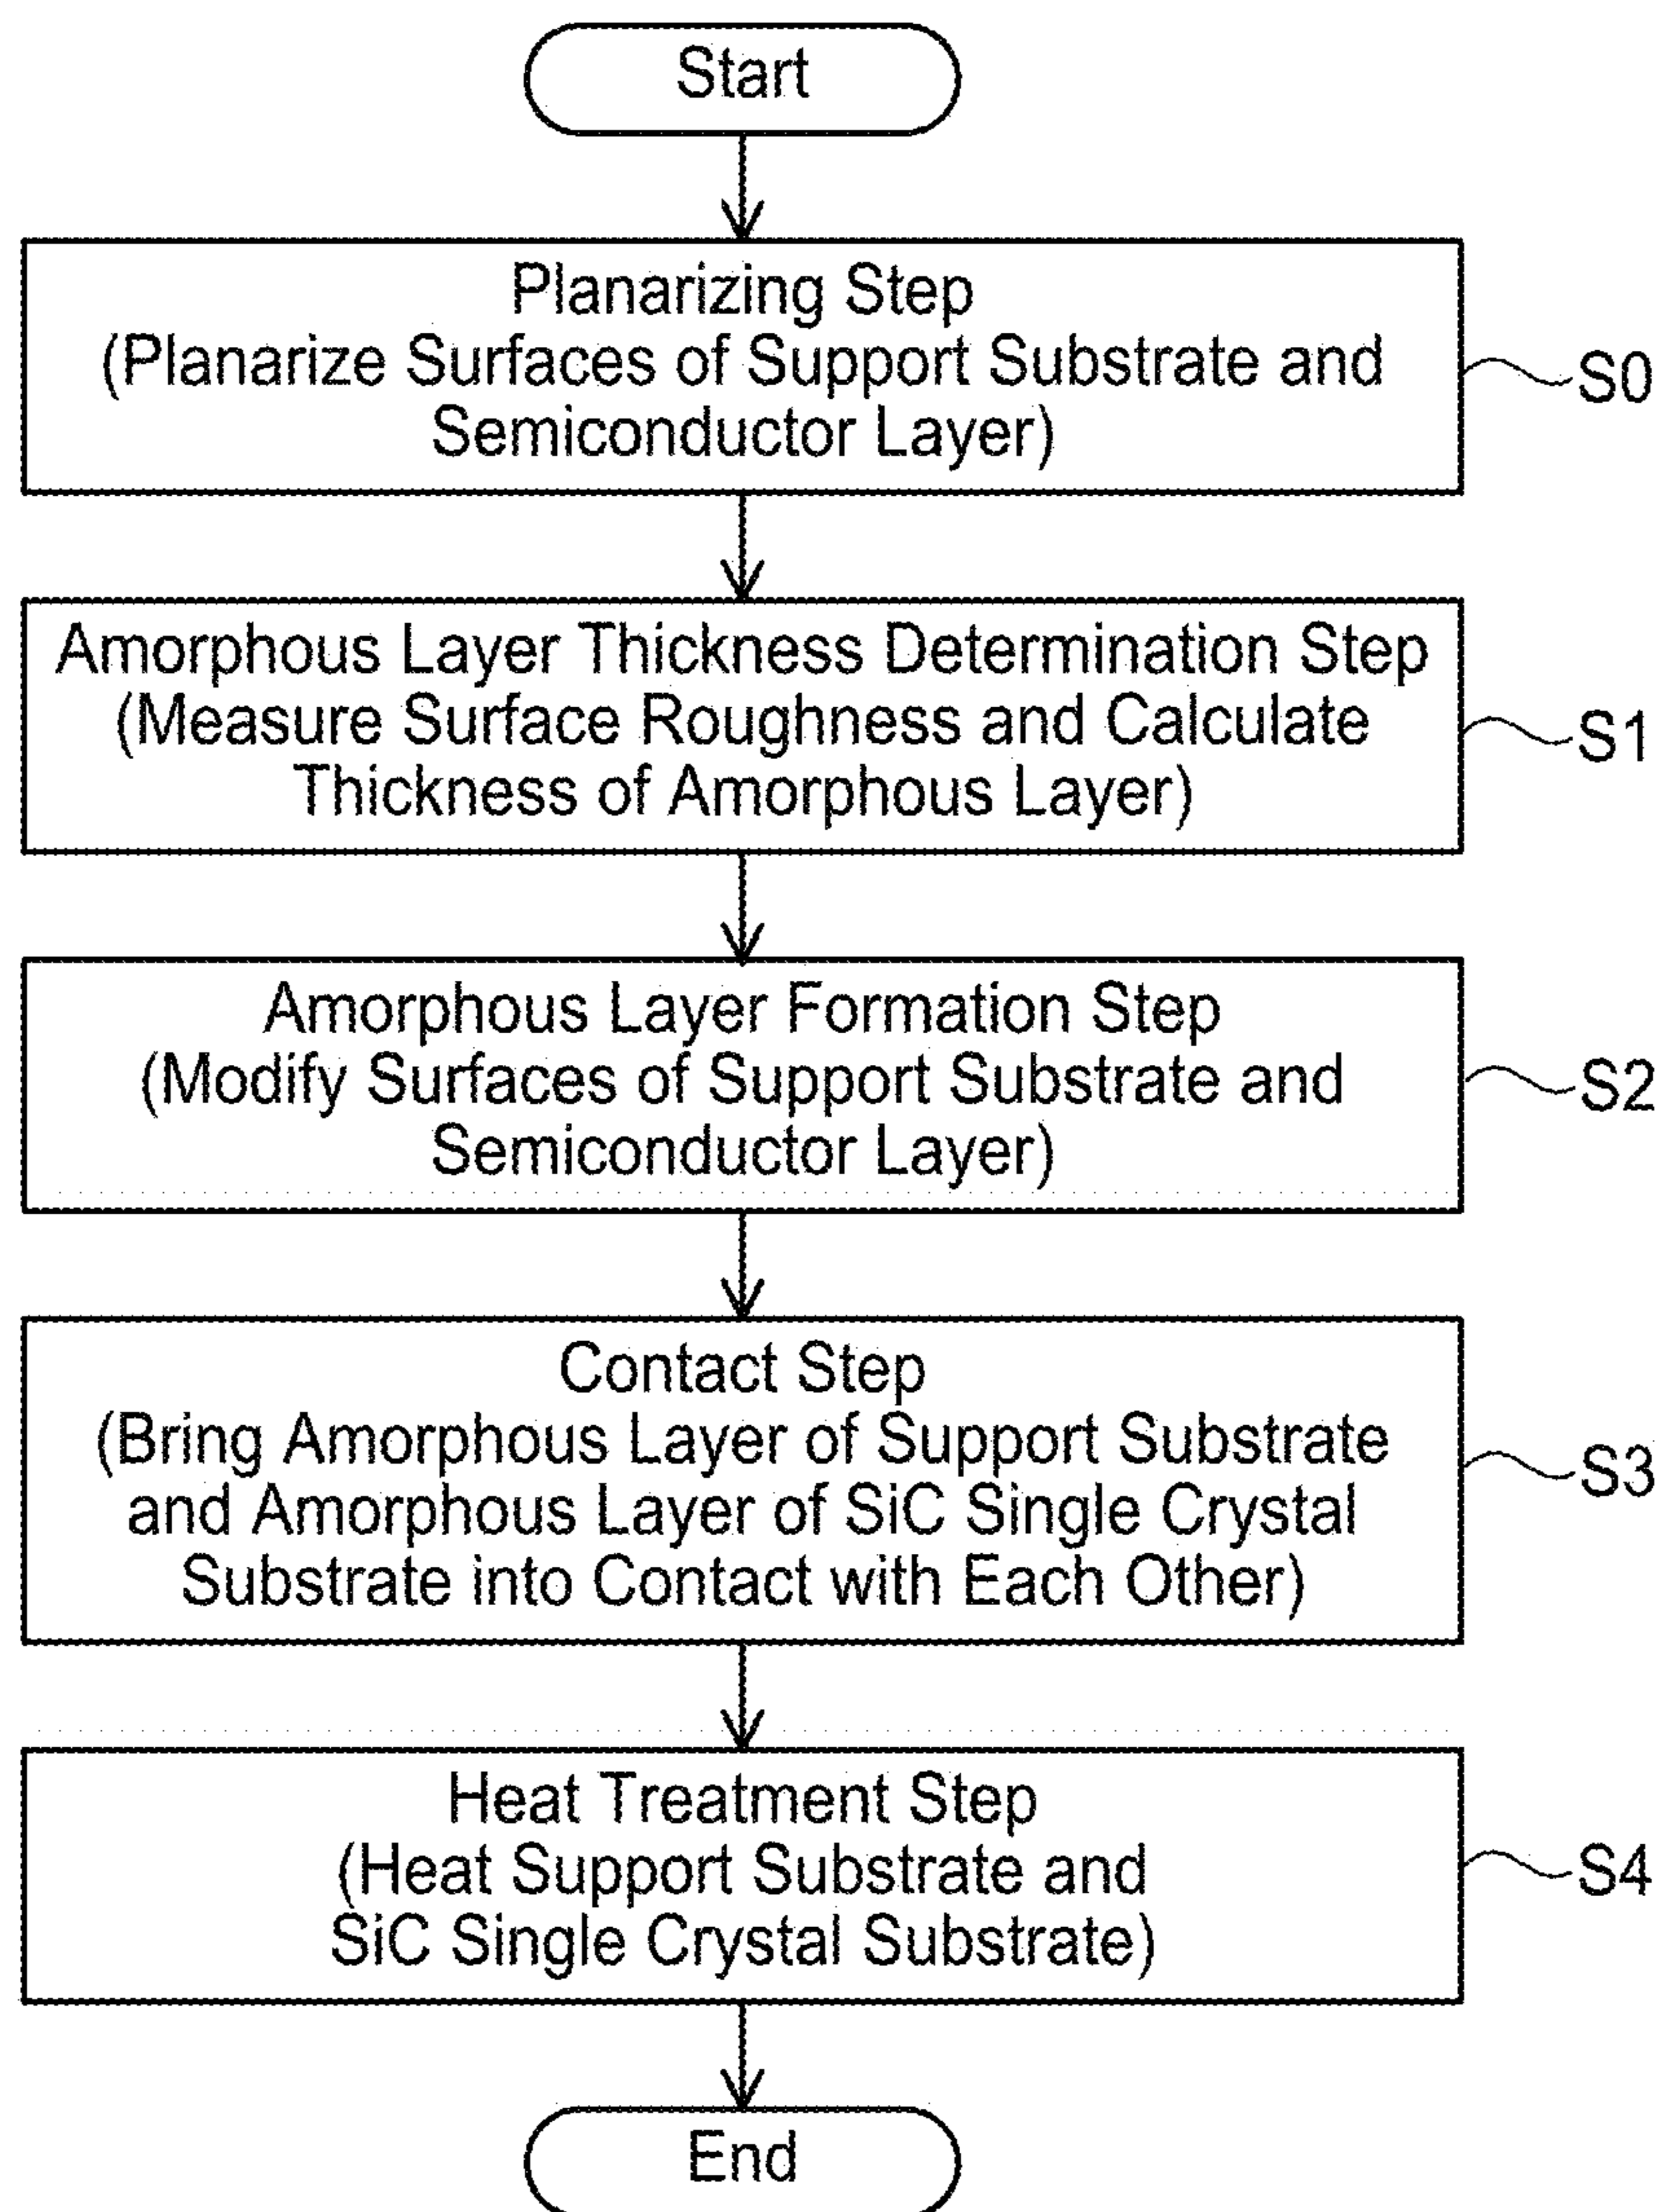 Start
Planarizing Step
(Planarize Surfaces of Support Substrate and
Semiconductor Layer)
S0
Amorphous Layer Thickness Determination Step
(Measure Surface Roughness and Calculate
Thickness of Amorphous Layer)
S1
Amorphous Layer Formation Step
(Modify Surfaces of Support Substrate and
Semiconductor Layer)
S2
Contact Step
(Bring Amorphous Layer of Support Substrate
and Amorphous Layer of SiC Single Crystal
Substrate into Contact with Each Other)
S3
Heat Treatment Step
(Heat Support Substrate and
SiC Single Crystal Substrate)
S4
End